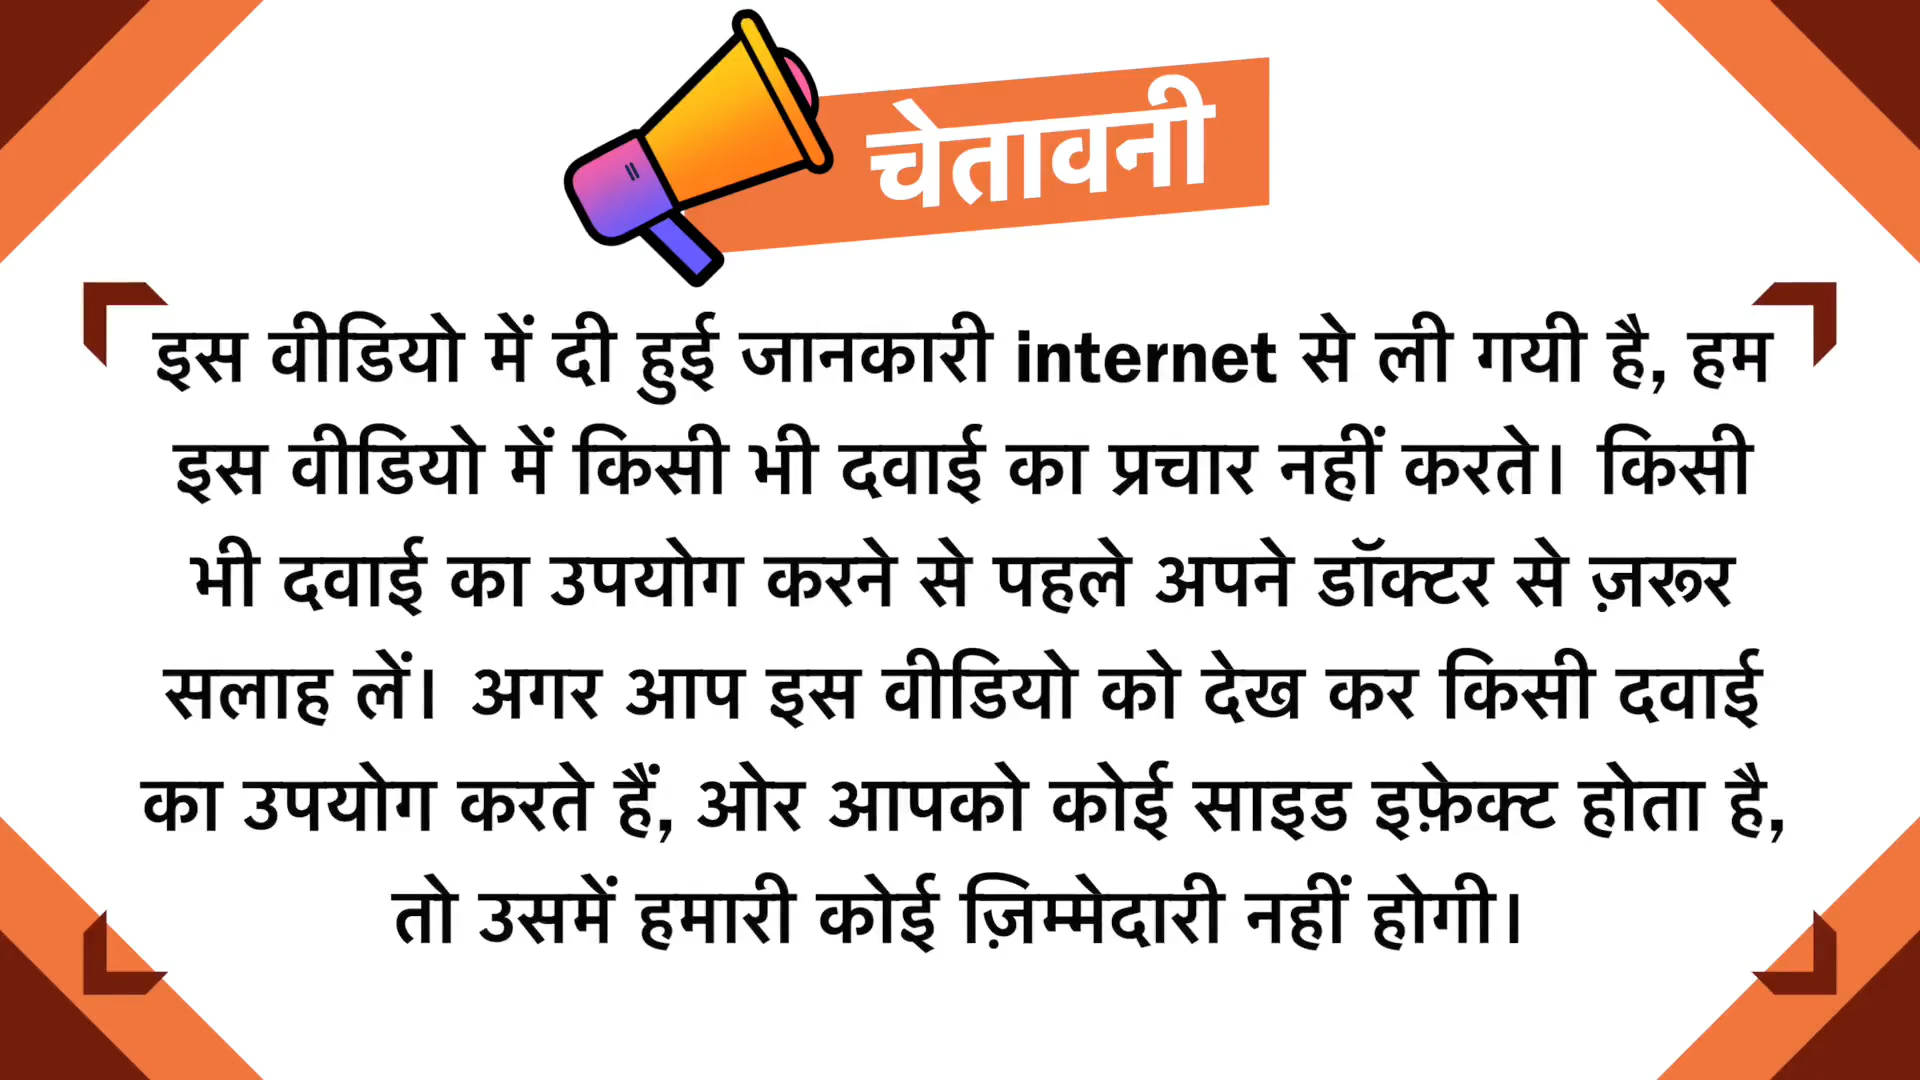 चेतावनी
इस वीडियो में दी हुई जानकारी internet से ली गयी है, हम
इस वीडियो में किसी भी दवाई का प्रचार नहीं करते। किसी
भी दवाई का उपयोग करने से पहले अपने डॉक्टर से ज़रूर
सलाह लें। अगर आप इस वीडियो को देख कर किसी दवाई
का उपयोग करते हैं, ओर आपको कोई साइड इफ़ेक्ट होता है,
तो उसमें हमारी कोई ज़िम्मेदारी नहीं होगी।